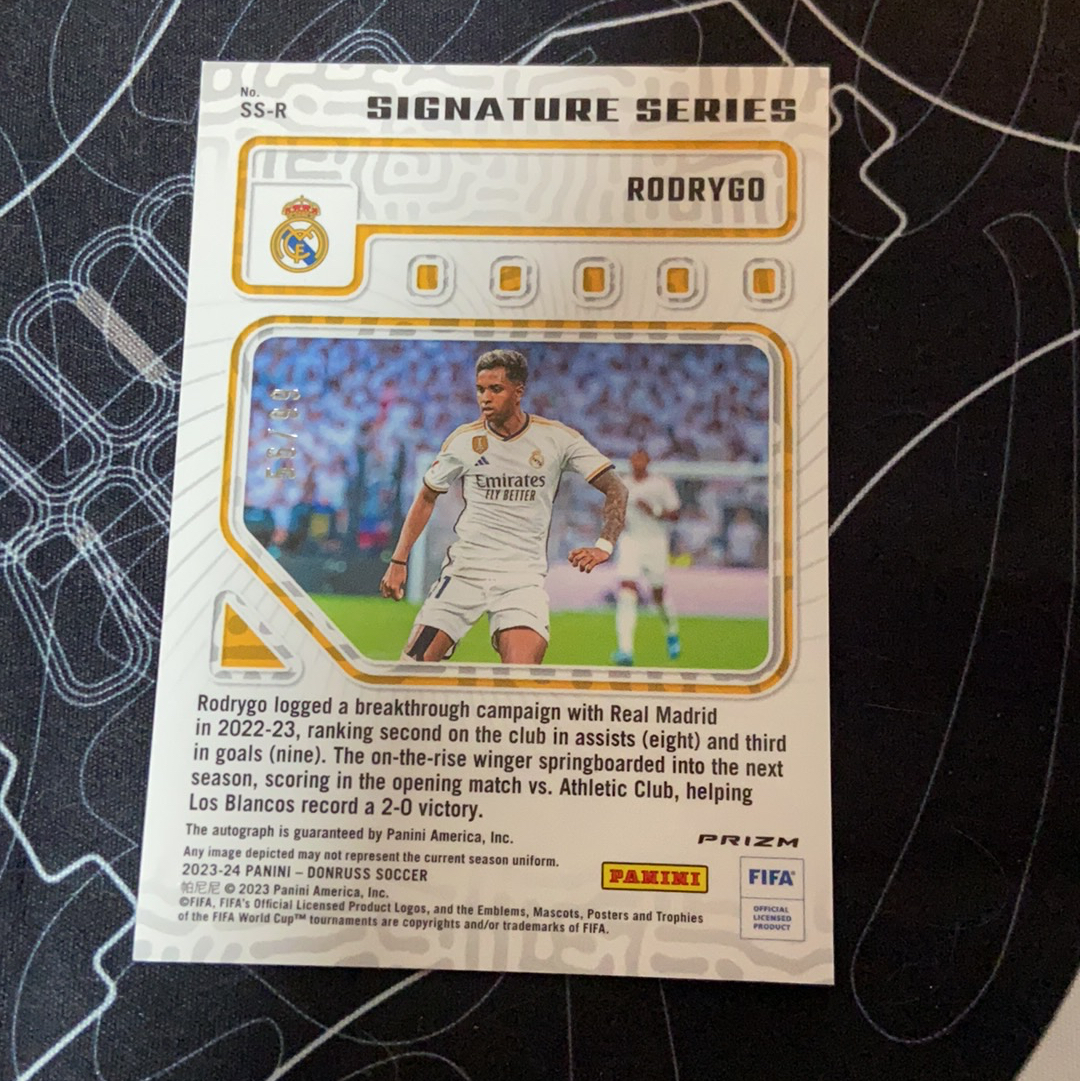 No.
SS-R
SIGNATURE SERIES
RODRYGO
Emirates
FLY BETTER
Rodrygo logged a breakthrough campaign with Real Madrid
in 2022-23, ranking second on the club in assists (eight) and third
in goals (nine). The on-the-rise winger springboarded into the next
season, scoring in the opening match vs. Athletic Club, helping
Los Blancos record a 2-0 victory.
The autograph is guaranteed by Panini America, Inc.
PRIZM
Any image depicted may not represent the current season uniform.
2023-24 PANINI – DONRUSS SOCCER
帕尼尼 © 2023 Panini America, Inc.
©FIFA, FIFA's Official Licensed Product Logos, and the Emblems, Mascots, Posters and Trophies
of the FIFA World Cup™ tournaments are copyrights and/or trademarks of FIFA.
PANINI
FIFA®
OFFICIAL
LICENSED
PRODUCT